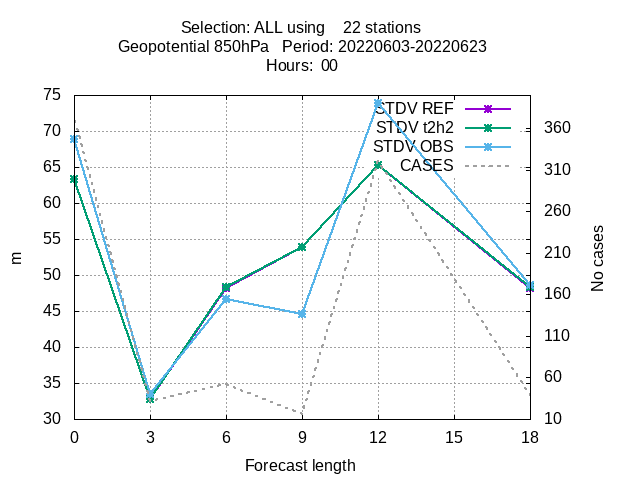 Selection: ALL using    22 stations
Geopotential 850hPa   Period: 20220603-20220623
Hours:  00
STDV REF
STDV t2h2
STDV OBS
CASES
75
70
65
60
55
50
45
40
35
30
m
360
310
260
210
160
110
60
10
No cases
0 3 6 9 12 15 18
Forecast length